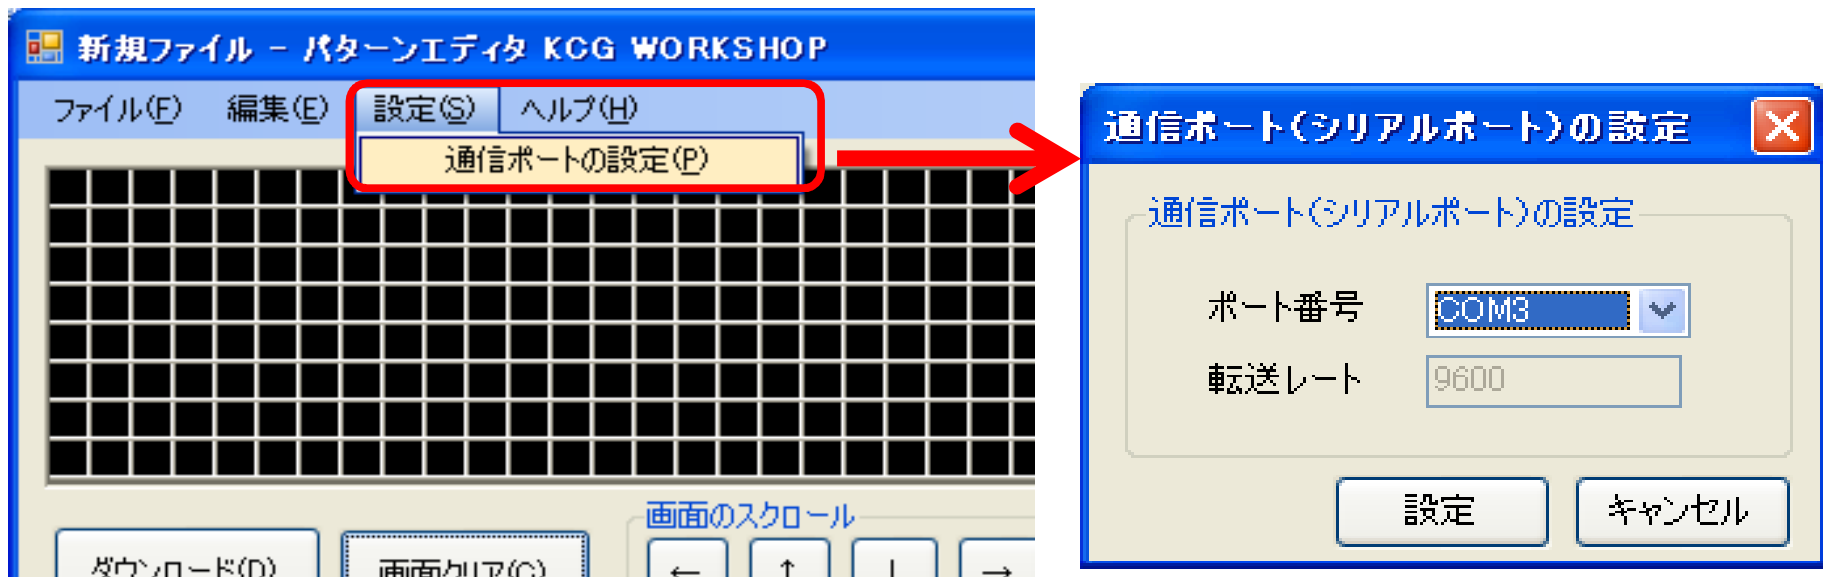 新規ファイル - パターンエディタ KCG WORKSHOP
ファイル(F) 編集(E) 設定(S) ヘルプ(H)
通信ポートの設定(P)
画面のスクロール
ダウンロード(D) 画面クリア(C) ← ↑ ↓ →
通信ポート(シリアルポート)の設定
通信ポート(シリアルポート)の設定
ポート番号 COM3
転送レート 9600
設定 キャンセル